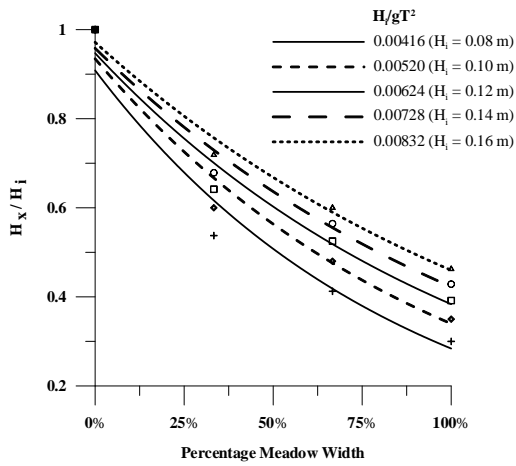 H_i/gT²
0.00416 (H_i = 0.08 m)
0.00520 (H_i = 0.10 m)
0.00624 (H_i = 0.12 m)
0.00728 (H_i = 0.14 m)
0.00832 (H_i = 0.16 m)
1
0.8
0.6
0.4
0.2
H_x / H_i
0% 25% 50% 75% 100%
Percentage Meadow Width